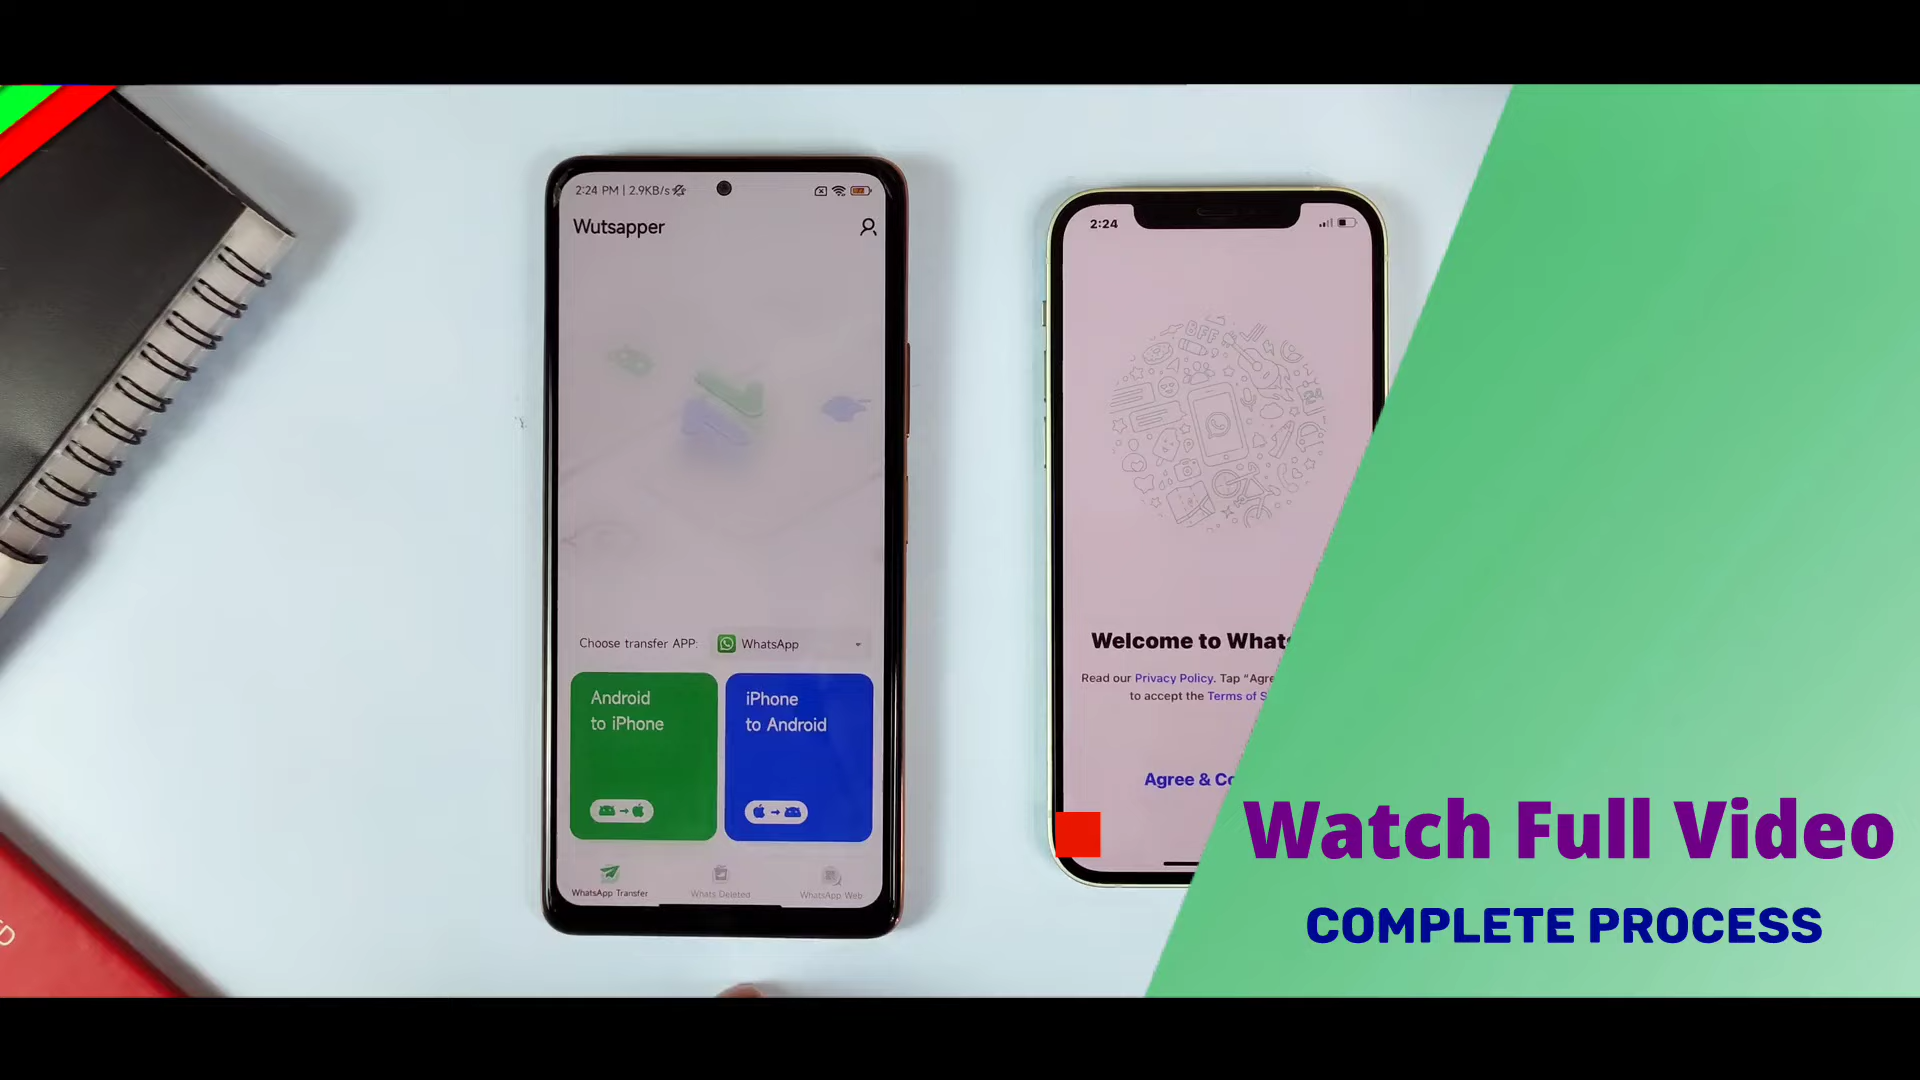 2:24 PM | 2.9KB/s
Wutsapper
Choose transfer APP: WhatsApp
Android
to iPhone
iPhone
to Android
WhatsApp Transfer
Whats Deleted
WhatsApp Web
2:24
BFF
Welcome to Whats
Read our Privacy Policy. Tap "Agre
to accept the Terms of S
Agree & Co
Watch Full Video
COMPLETE PROCESS